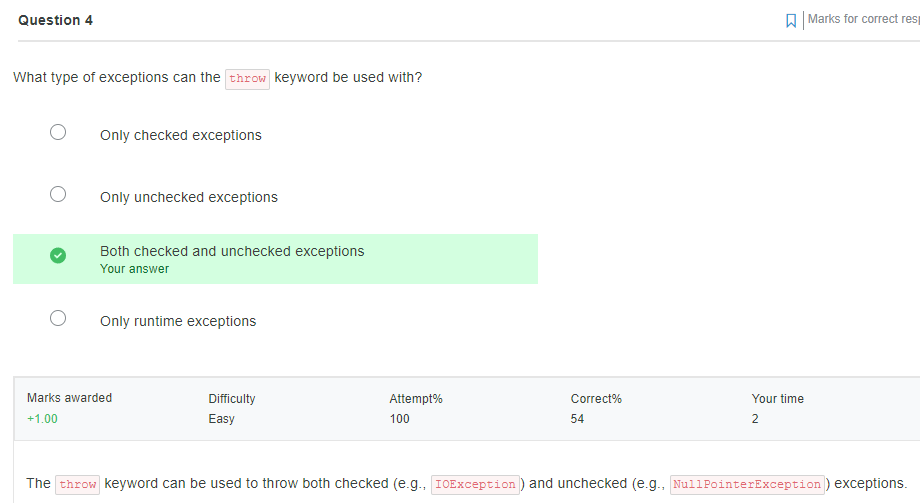 Question 4
Marks for correct
What type of exceptions can the throw keyword be used with?
Only checked exceptions
Only unchecked exceptions
Both checked and unchecked exceptions
Your answer
Only runtime exceptions
Marks awarded Difficulty Attempt% Correct% Your time
+1.00 Easy 100 54 2
The throw keyword can be used to throw both checked (e.g., IOException) and unchecked (e.g., NullPointerException) exceptions.